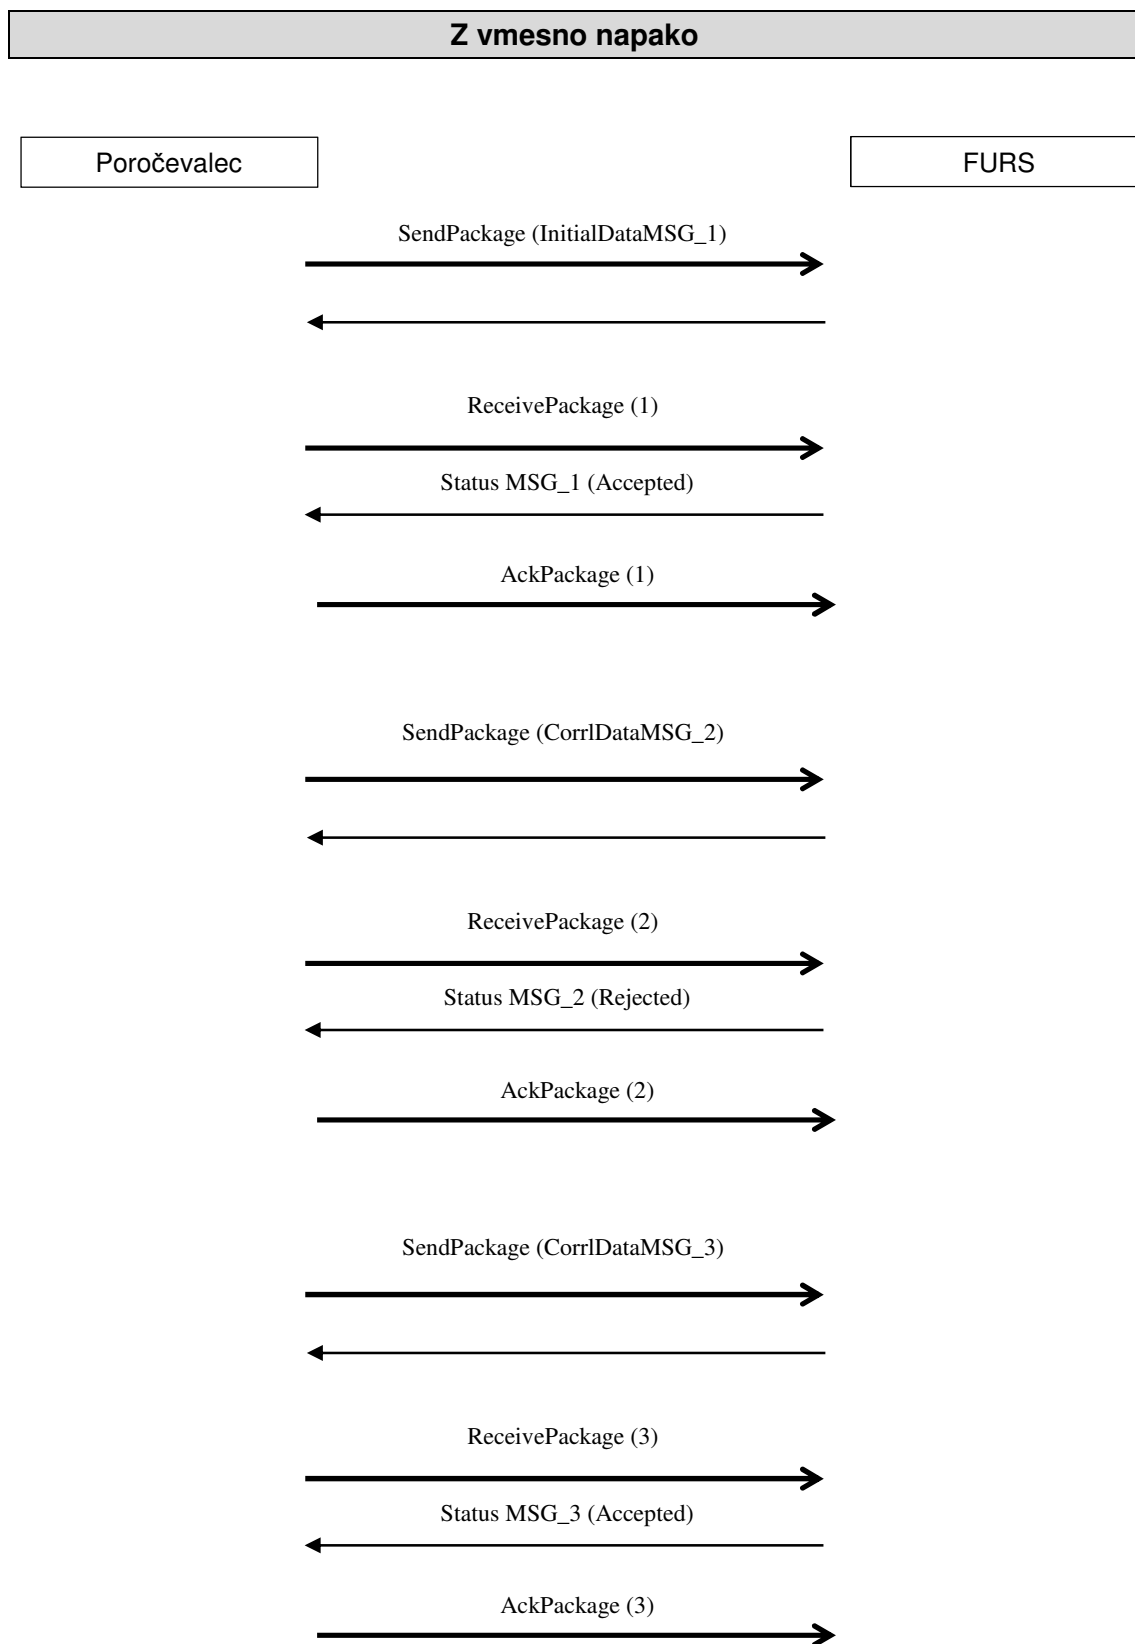 Z vmesno napako
Poročevalec
FURS
SendPackage (InitialDataMSG_1)
ReceivePackage (1)
Status MSG_1 (Accepted)
AckPackage (1)
SendPackage (CorrlDataMSG_2)
ReceivePackage (2)
Status MSG_2 (Rejected)
AckPackage (2)
SendPackage (CorrlDataMSG_3)
ReceivePackage (3)
Status MSG_3 (Accepted)
AckPackage (3)